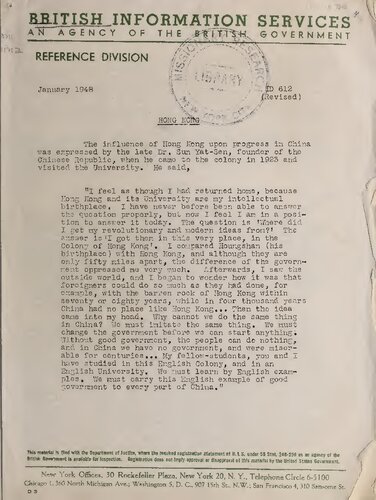 BRITISH INFORMATION SERVICES
AN AGENCY OF THE BRITISH GOVERNMENT
REFERENCE DIVISION
MISSIONARY RESEARCH
LIBRARY
January 1948
ID 612
(Revised)
HONG KONG
The influence of Hong Kong upon progress in China
was expressed by the late Dr. Sun Yat-Sen, founder of the
Chinese Republic, when he came to the colony in 1923 and
visited the University. He said,
"I feel as though I had returned home, because
Hong Kong and its University are my intellectual
birthplace. I have never before been able to answer
the question properly, but now I feel I am in a posi-
tion to answer it today. The question is 'Where did
I get my revolutionary and modern ideas from?' The
answer is 'I got them in this very place, in the
Colony of Hong Kong'. I compared Heungshan (his
birthplace) with Hong Kong, and although they are
only fifty miles apart, the difference of the govern-
ment oppressed me very much. Afterwards, I saw the
outside world, and I began to wonder how it was that
foreigners could do so much as they had done, for
example, with the barren rock of Hong Kong within
seventy or eighty years, while in four thousand years
China had no place like Hong Kong... Then the idea
came into my head. Why cannot we do the same thing
in China? We must imitate the same thing. We must
change the government before we can start anything.
Without good government, the people can do nothing,
and in China we have no government, and were miser-
able for centuries... My fellow-students, you and I
have studied in this English Colony, and in an
English University. We must learn by English exam-
ples. We must carry this English example of good
government to every part of China."
This material is filed with the Department of Justice, where the required registration statement of B.I.S. under 56 Stat. 248-258 as an agency of the
British Government is available for inspection. Registration does not imply approval or disapproval of this material by the United States Government.
New York Offices, 30 Rockefeller Plaza, New York 20, N. Y., Telephone Circle 6-5100
Chicago 1, 360 North Michigan Ave.; Washington 5, D. C., 907 15th St., N.W.; San Francisco 4, 310 Sansome St.